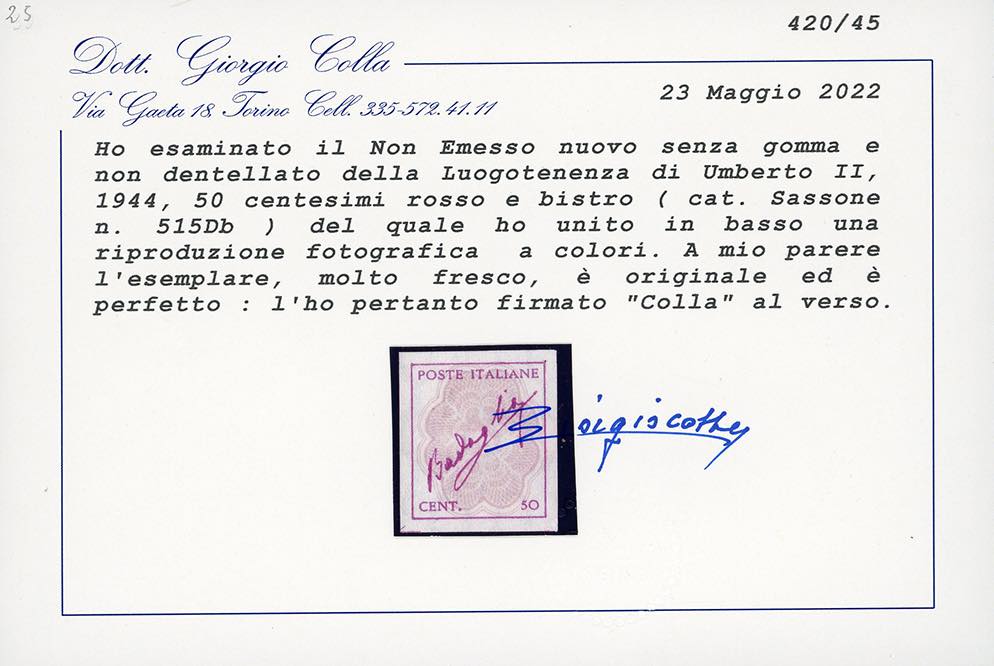 25
420/45
Dott. Giorgio Colla
Via Gaeta 18 Torino Cell. 335-572.41.11
23 Maggio 2022
Ho esaminato il Non Emesso nuovo senza gomma e
non dentellato della Luogotenenza di Umberto II,
1944, 50 centesimi rosso e bistro ( cat. Sassone
n. 515Db ) del quale ho unito in basso una
riproduzione fotografica a colori. A mio parere
l'esemplare, molto fresco, è originale ed è
perfetto : l'ho pertanto firmato "Colla" al verso.
POSTE ITALIANE
CENT. 50